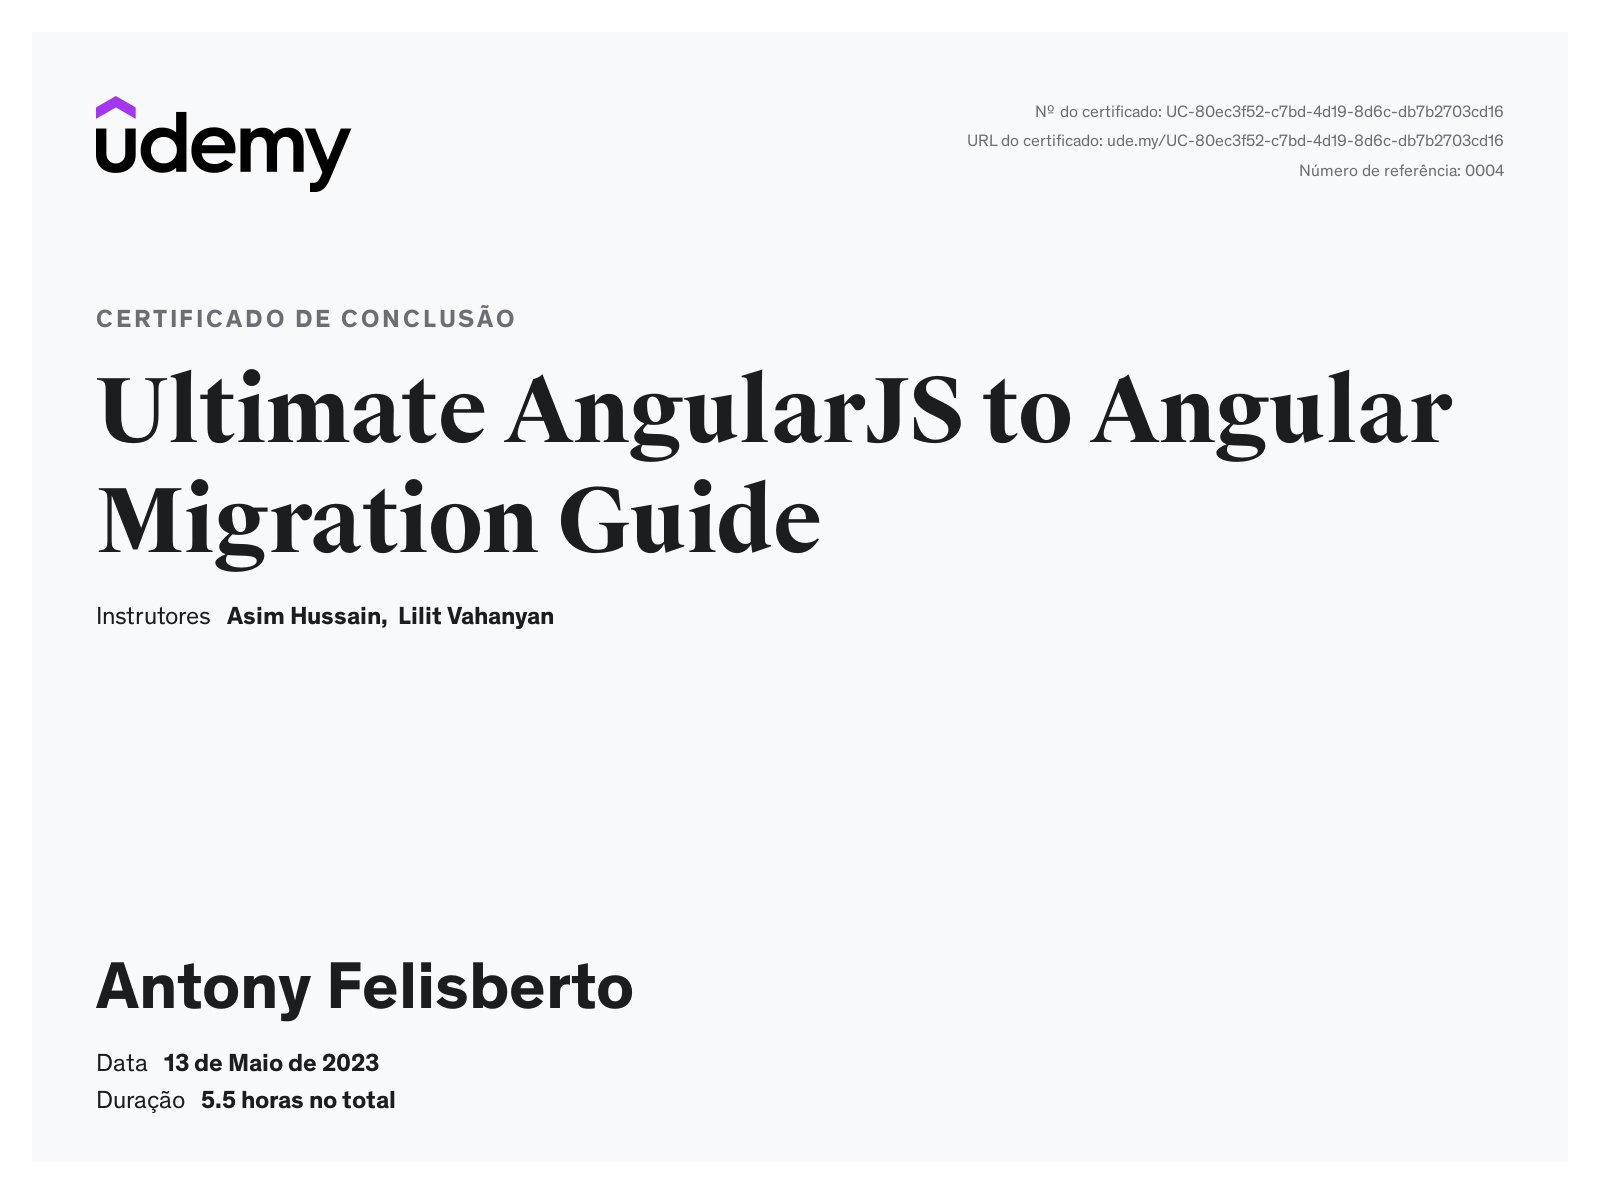 udemy
Nº do certificado: UC-80ec3f52-c7bd-4d19-8d6c-db7b2703cd16
URL do certificado: ude.my/UC-80ec3f52-c7bd-4d19-8d6c-db7b2703cd16
Número de referência: 0004
CERTIFICADO DE CONCLUSÃO
Ultimate AngularJS to Angular
Migration Guide
Instrutores Asim Hussain, Lilit Vahanyan
Antony Felisberto
Data 13 de Maio de 2023
Duração 5.5 horas no total